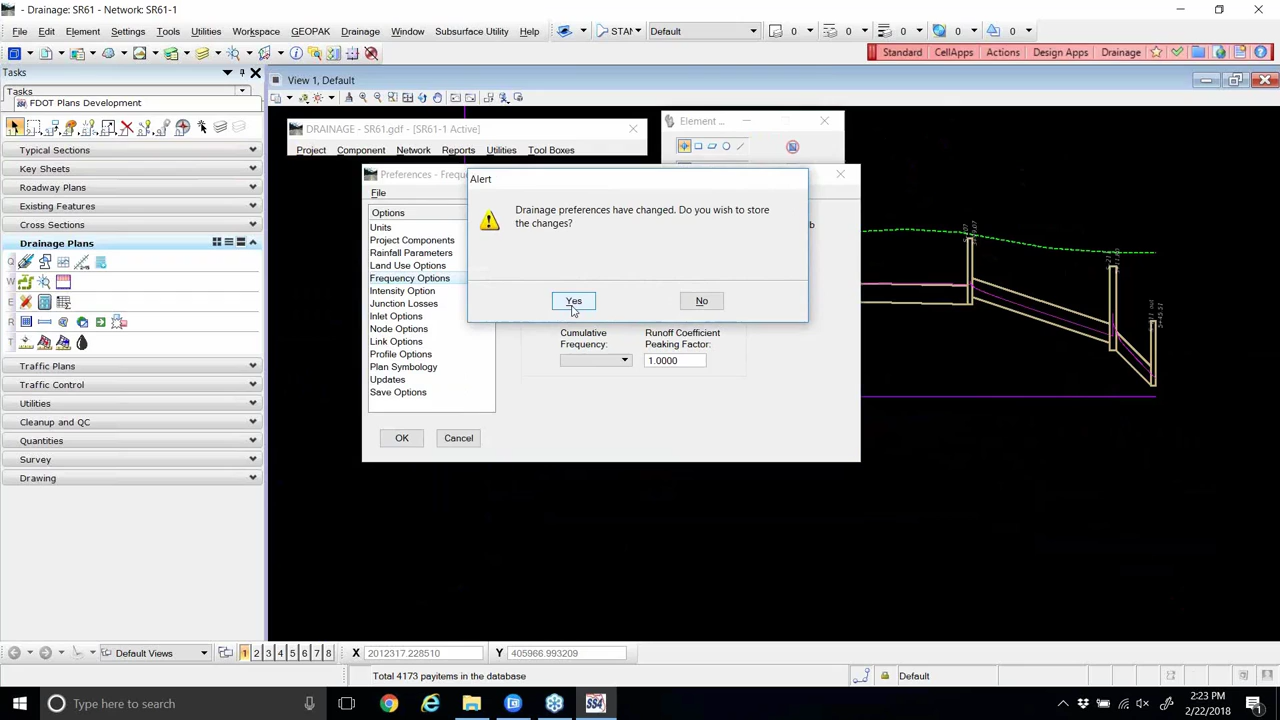 - Drainage: SR61 - Network: SR61-1
File Edit Element Settings Tools Utilities Workspace GEOPAK Drainage Window Subsurface Utility Help
STAN
Default
0 0 0 0
Standard CellApps Actions Design Apps Drainage
Tasks
Tasks
FDOT Plans Development
Typical Sections
Key Sheets
Roadway Plans
Existing Features
Cross Sections
Drainage Plans
Q
W
E
R
T
Traffic Plans
Traffic Control
Utilities
Cleanup and QC
Quantities
Survey
Drawing
View 1, Default
DRAINAGE - SR61.gdf - [SR61-1 Active]
Project Component Network Reports Utilities Tool Boxes
Element ...
Preferences - Freque
File
Options
Units
Project Components
Rainfall Parameters
Land Use Options
Frequency Options
Intensity Option
Junction Losses
Inlet Options
Node Options
Link Options
Profile Options
Plan Symbology
Updates
Save Options
Cumulative
Frequency:
Runoff Coefficient
Peaking Factor:
1.0000
OK Cancel
Alert
Drainage preferences have changed. Do you wish to store
the changes?
Yes No
Default Views
1 2 3 4 5 6 7 8
X 2012317.228510
Y 405966.993209
Total 4173 payitems in the database
Default
Type here to search
SS4
2:23 PM
2/22/2018